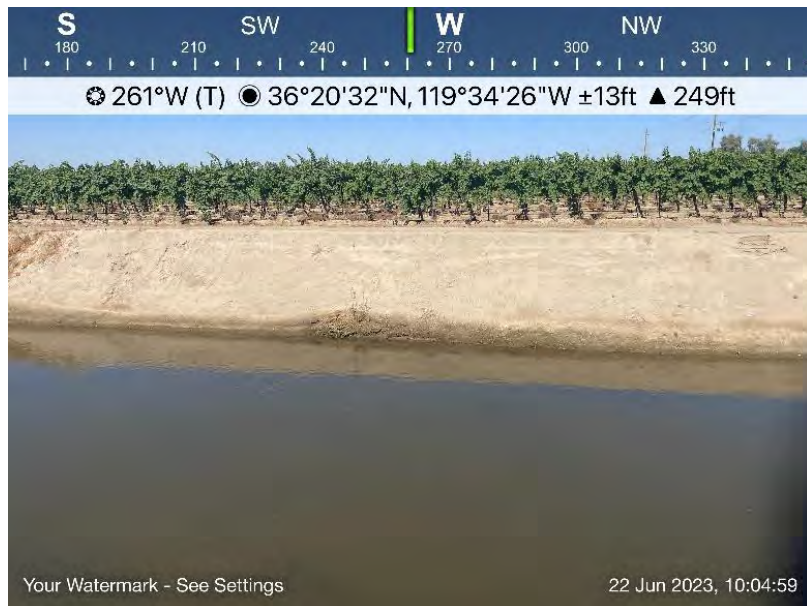 S SW W NW
180 210 240 270 300 330
261°W (T) 36°20'32"N, 119°34'26"W ±13ft ▲ 249ft
Your Watermark - See Settings 22 Jun 2023, 10:04:59